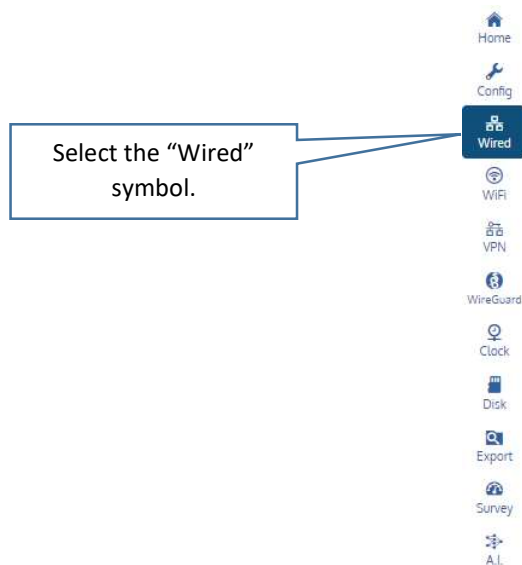 Home
Config
Select the “Wired”
symbol.
Wired
WiFi
VPN
WireGuard
Clock
Disk
Export
Survey
A.I.